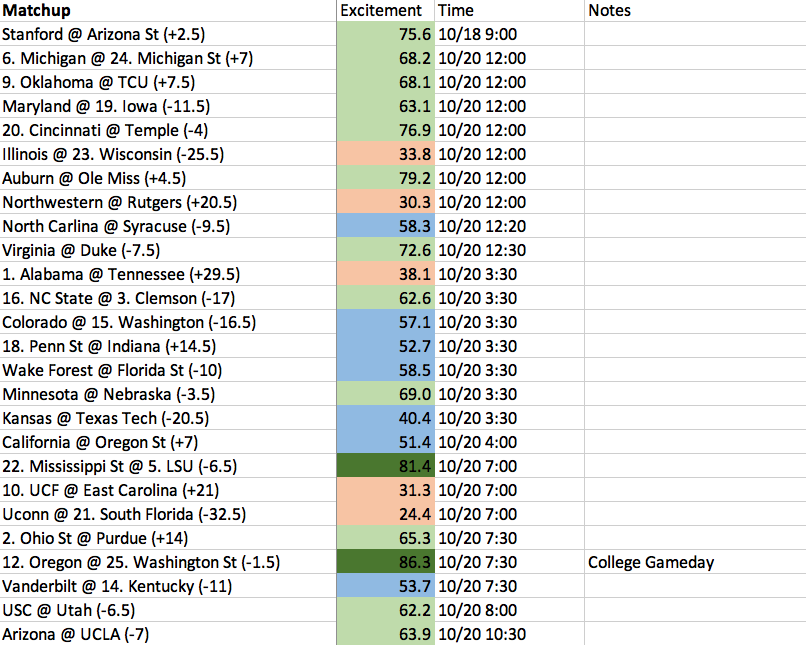 Matchup Excitement Time Notes
Stanford @ Arizona St (+2.5) 75.6 10/18 9:00
6. Michigan @ 24. Michigan St (+7) 68.2 10/20 12:00
9. Oklahoma @ TCU (+7.5) 68.1 10/20 12:00
Maryland @ 19. Iowa (-11.5) 63.1 10/20 12:00
20. Cincinnati @ Temple (-4) 76.9 10/20 12:00
Illinois @ 23. Wisconsin (-25.5) 33.8 10/20 12:00
Auburn @ Ole Miss (+4.5) 79.2 10/20 12:00
Northwestern @ Rutgers (+20.5) 30.3 10/20 12:00
North Carlina @ Syracuse (-9.5) 58.3 10/20 12:20
Virginia @ Duke (-7.5) 72.6 10/20 12:30
1. Alabama @ Tennessee (+29.5) 38.1 10/20 3:30
16. NC State @ 3. Clemson (-17) 62.6 10/20 3:30
Colorado @ 15. Washington (-16.5) 57.1 10/20 3:30
18. Penn St @ Indiana (+14.5) 52.7 10/20 3:30
Wake Forest @ Florida St (-10) 58.5 10/20 3:30
Minnesota @ Nebraska (-3.5) 69.0 10/20 3:30
Kansas @ Texas Tech (-20.5) 40.4 10/20 3:30
California @ Oregon St (+7) 51.4 10/20 4:00
22. Mississippi St @ 5. LSU (-6.5) 81.4 10/20 7:00
10. UCF @ East Carolina (+21) 31.3 10/20 7:00
Uconn @ 21. South Florida (-32.5) 24.4 10/20 7:00
2. Ohio St @ Purdue (+14) 65.3 10/20 7:30
12. Oregon @ 25. Washington St (-1.5) 86.3 10/20 7:30 College Gameday
Vanderbilt @ 14. Kentucky (-11) 53.7 10/20 7:30
USC @ Utah (-6.5) 62.2 10/20 8:00
Arizona @ UCLA (-7) 63.9 10/20 10:30